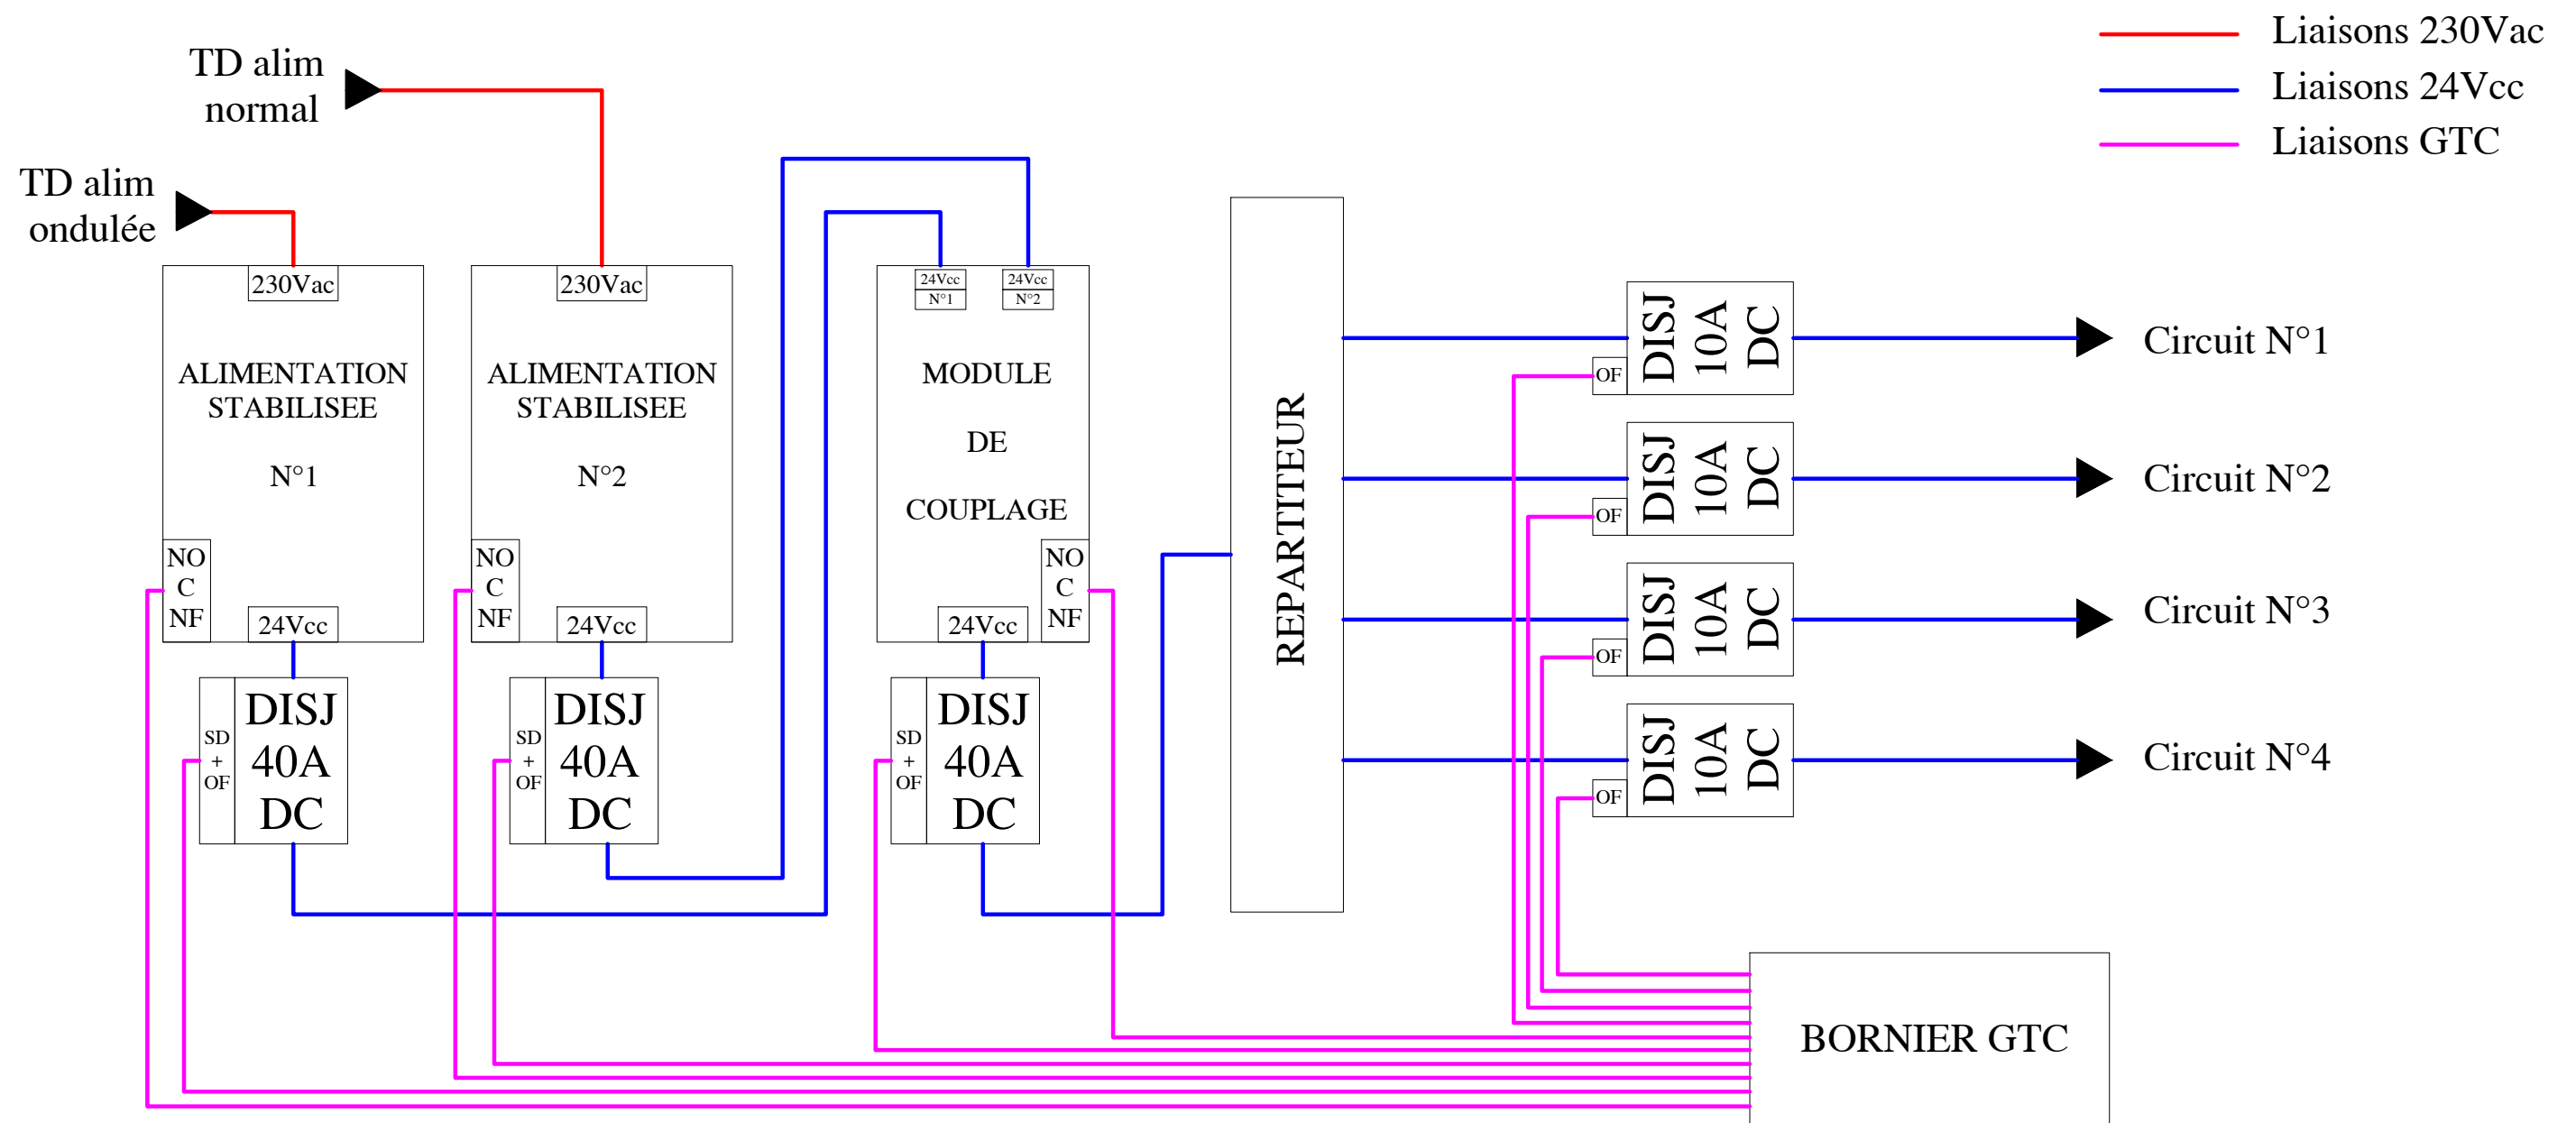 Liaisons 230Vac
Liaisons 24Vcc
Liaisons GTC
TD alim
normal
TD alim
ondulée
230Vac
ALIMENTATION
STABILISEE
N°1
NO
C
NF
24Vcc
SD
+
OF
DISJ
40A
DC
230Vac
ALIMENTATION
STABILISEE
N°2
NO
C
NF
24Vcc
SD
+
OF
DISJ
40A
DC
24Vcc
N°1
24Vcc
N°2
MODULE
DE
COUPLAGE
NO
C
NF
24Vcc
SD
+
OF
DISJ
40A
DC
REPARTITEUR
DISJ
10A
DC
OF
Circuit N°1
DISJ
10A
DC
OF
Circuit N°2
DISJ
10A
DC
OF
Circuit N°3
DISJ
10A
DC
OF
Circuit N°4
BORNIER GTC